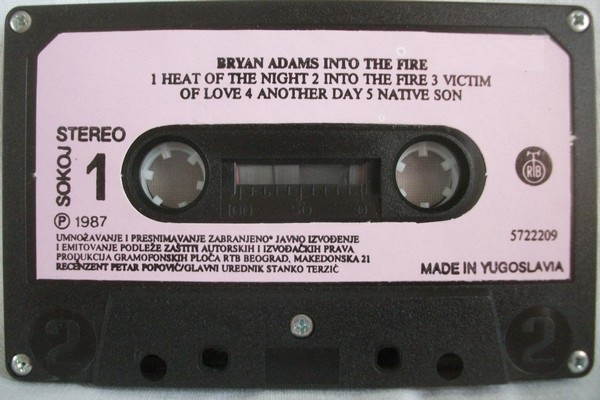 BRYAN ADAMS INTO THE FIRE
1 HEAT OF THE NIGHT 2 INTO THE FIRE 3 VICTIM
OF LOVE 4 ANOTHER DAY 5 NATIVE SON
STEREO
SOKOJ
1
RTB
100 50 0
Ⓟ 1987
5722209
UMNOŽAVANJE I PRESNIMAVANJE ZABRANJENO* JAVNO IZVOĐENJE
I EMITOVANJE PODLEŽE ZAŠTITI AUTORSKIH I IZVOĐAČKIH PRAVA
PRODUKCIJA GRAMOFONSKIH PLOČA RTB BEOGRAD, MAKEDONSKA 21
RECENZENT PETAR POPOVIĆ/GLAVNI UREDNIK STANKO TERZIĆ
MADE IN YUGOSLAVIA
2 2